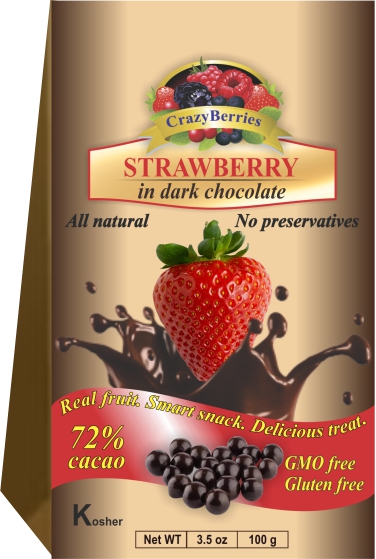 CrazyBerries
STRAWBERRY
in dark chocolate
All natural No preservatives
Real fruit. Smart snack. Delicious treat.
72%
cacao
GMO free
Gluten free
Kosher
Net WT 3.5 oz 100 g